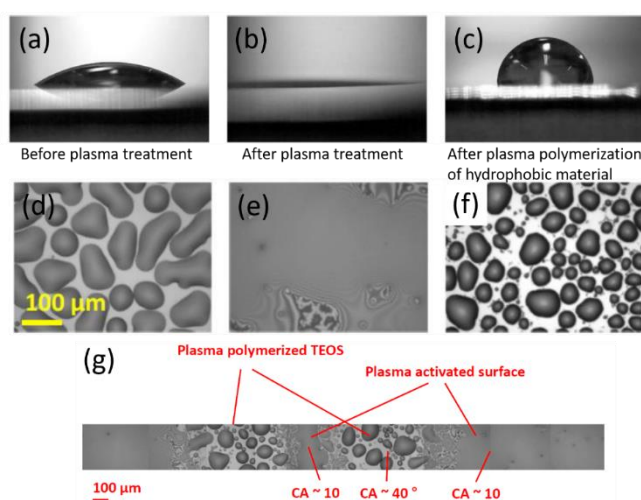 (a)
(b)
(c)
Before plasma treatment
After plasma treatment
After plasma polymerization
of hydrophobic material
(d)
(e)
(f)
100 µm
(g)
Plasma polymerized TEOS
Plasma activated surface
CA ~ 10
CA ~ 40 °
CA ~ 10
100 µm